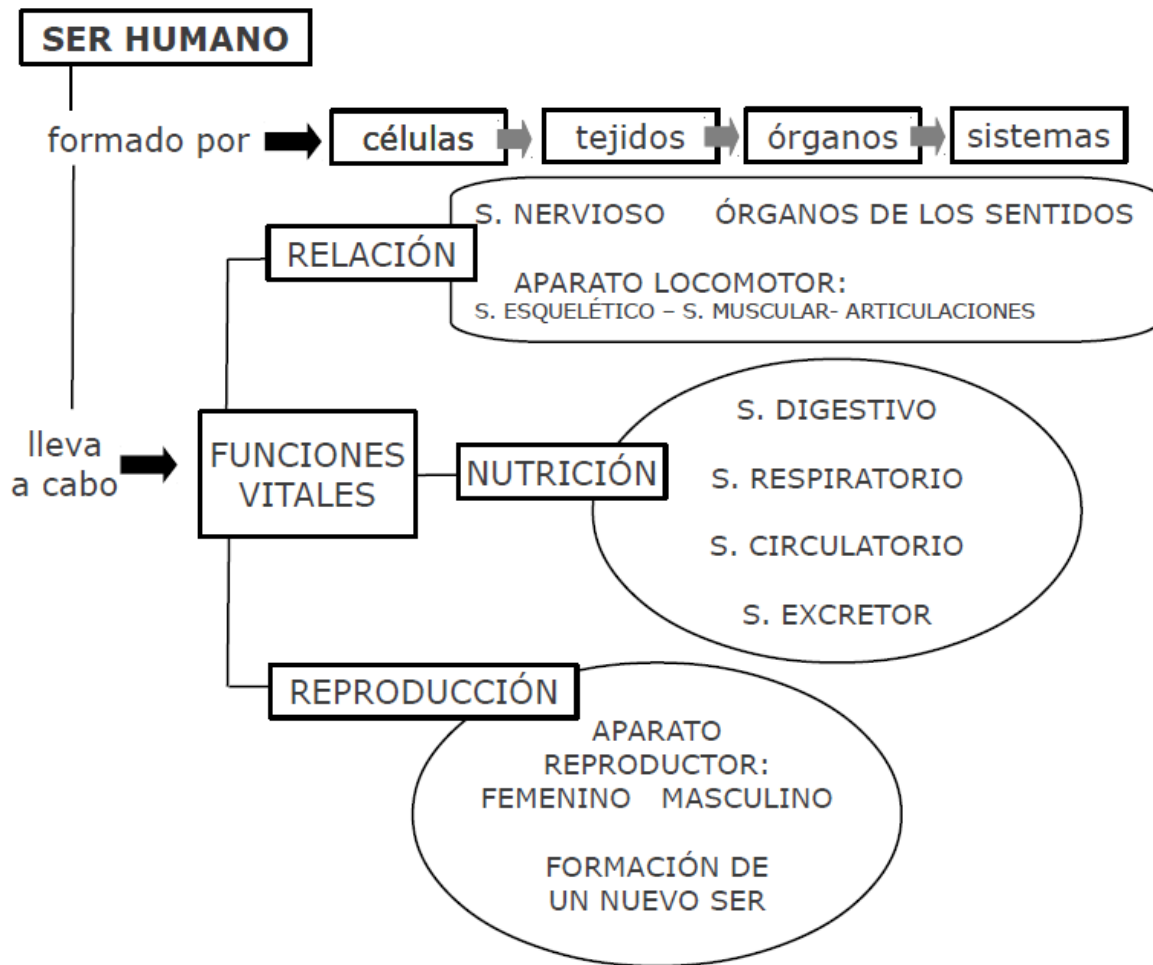 SER HUMANO
formado por
células
tejidos
órganos
sistemas
RELACIÓN
S. NERVIOSO ÓRGANOS DE LOS SENTIDOS
APARATO LOCOMOTOR:
S. ESQUELÉTICO – S. MUSCULAR- ARTICULACIONES
lleva
a cabo
FUNCIONES
VITALES
NUTRICIÓN
S. DIGESTIVO
S. RESPIRATORIO
S. CIRCULATORIO
S. EXCRETOR
REPRODUCCIÓN
APARATO
REPRODUCTOR:
FEMENINO MASCULINO
FORMACIÓN DE
UN NUEVO SER